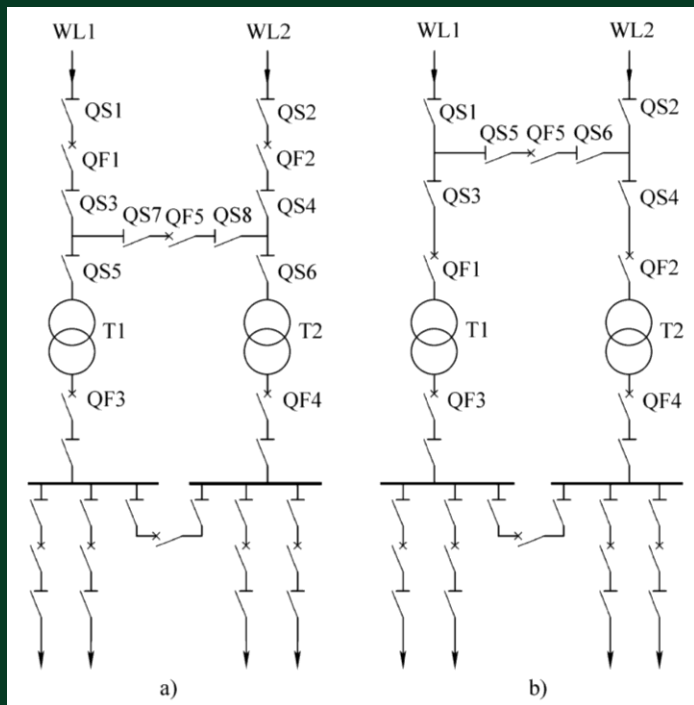 WL1 WL2 WL1 WL2
QS1 QS2 QS1 QS2
QS5 QF5 QS6
QF1 QF2
QS3 QS4 QS3 QS4
QS7 QF5 QS8
QS5 QS6 QF1 QF2
T1 T2 T1 T2
QF3 QF4 QF3 QF4
a) b)